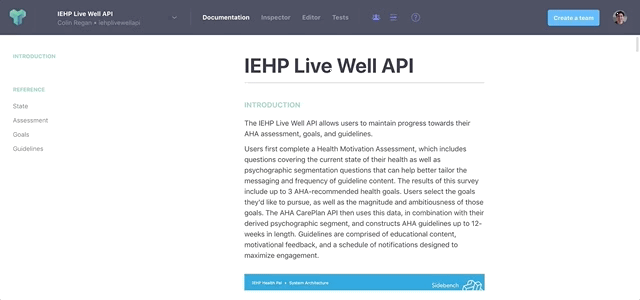 IEHP Live Well API
Colin Regan • iehplivewellapi
Documentation
Inspector
Editor
Tests
Create a team
INTRODUCTION
REFERENCE
State
Assessment
Goals
Guidelines
IEHP Live Well API
INTRODUCTION
The IEHP Live Well API allows users to maintain progress towards their
AHA assessment, goals, and guidelines.
Users first complete a Health Motivation Assessment, which includes
questions covering the current state of their health as well as
psychographic segmentation questions that can help better tailor the
messaging and frequency of guideline content. The results of this survey
include up to 3 AHA-recommended health goals. Users select the goals
they'd like to pursue, as well as the magnitude and ambitiousness of those
goals. The AHA CarePlan API then uses this data, in combination with their
derived psychographic segment, and constructs AHA guidelines up to 12-
weeks in length. Guidelines are comprised of educational content,
motivational feedback, and a schedule of notifications designed to
maximize engagement.
IEHP Health Pal
System Architecture
Sidebench